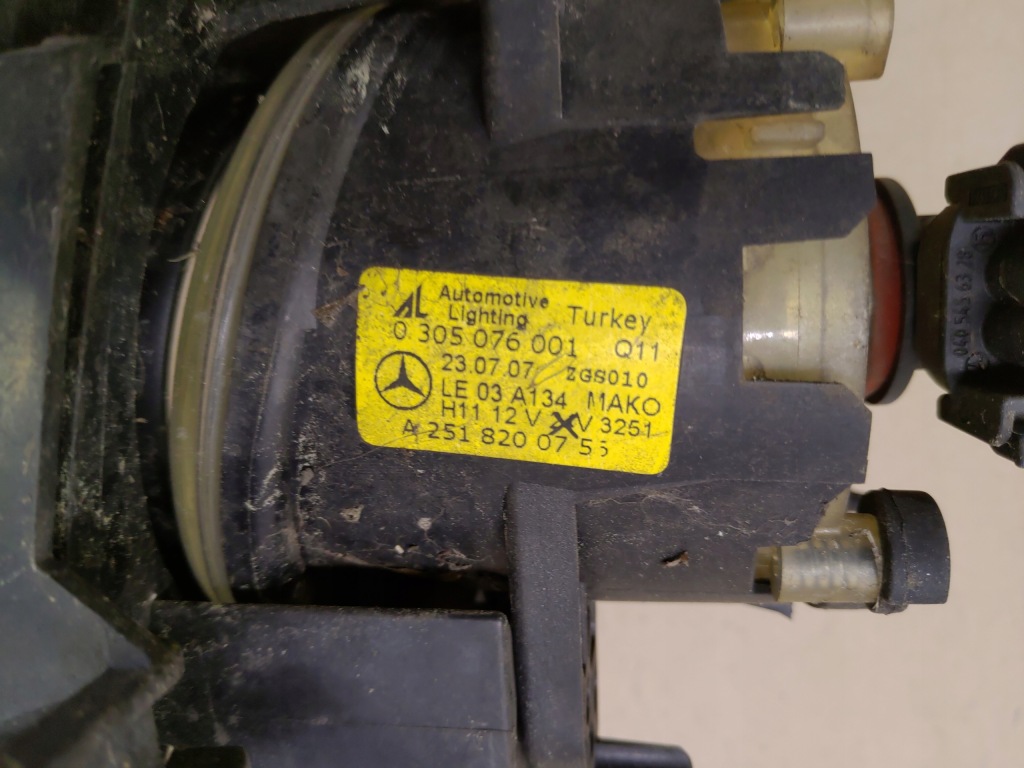 AL Automotive
Lighting Turkey
0 305 076 001 Q11
23.07.07 ZGS010
LE 03 A134 MAKO
H11 12 V V 3251
A 251 820 07 56